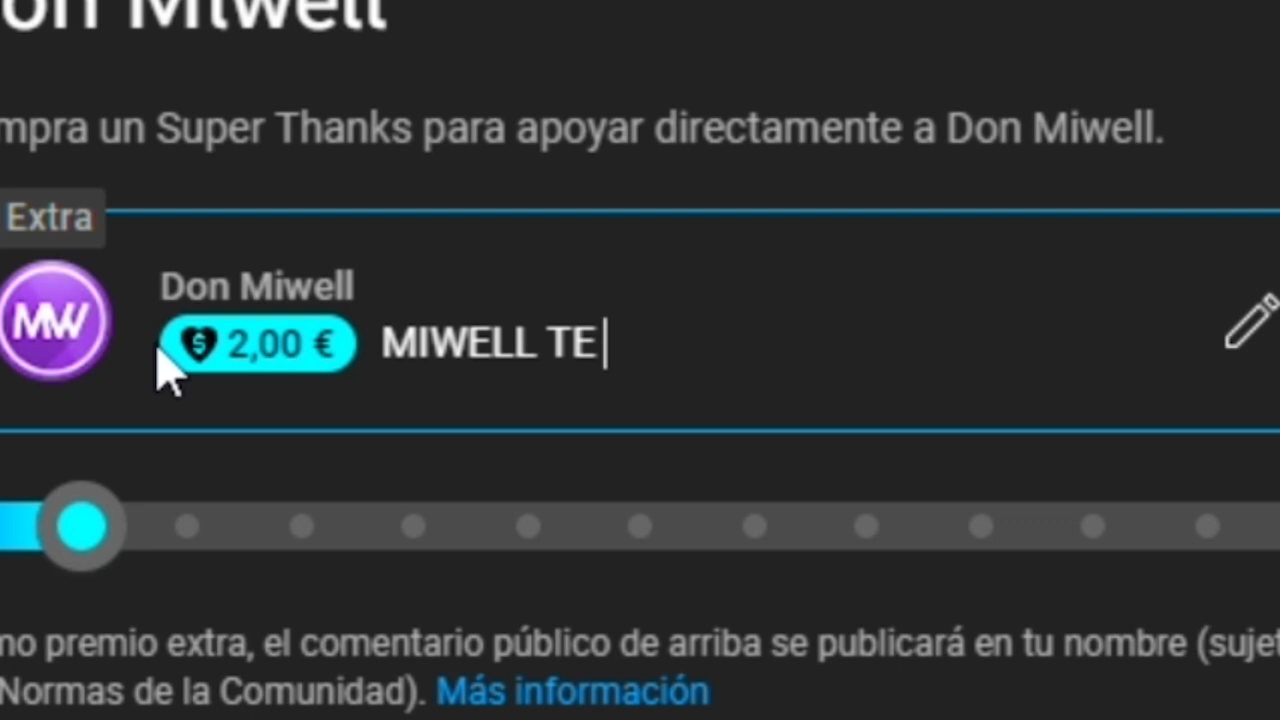 on Miwell
mpra un Super Thanks para apoyar directamente a Don Miwell.
Extra
MW
Don Miwell
2,00 € MIWELL TE
mo premio extra, el comentario público de arriba se publicará en tu nombre (sujet
Normas de la Comunidad). Más información